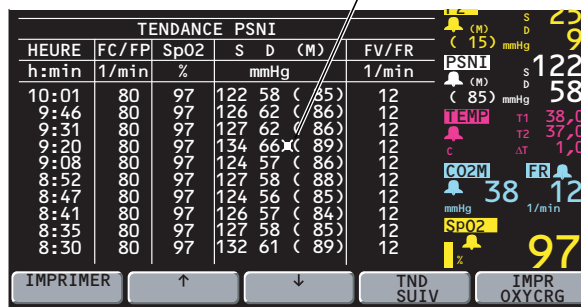 TENDANCE PSNI
HEURE FC/FP SpO2 S D (M) FV/FR
h:min 1/min % mmHg 1/min
10:01 80 97 122 58 ( 85) 12
9:46 80 97 126 62 ( 86) 12
9:31 80 97 127 62 ( 86) 12
9:20 80 97 134 66 ( 89) 12
9:08 80 97 124 57 ( 86) 12
8:52 80 97 127 58 ( 88) 12
8:47 80 97 124 56 ( 85) 12
8:41 80 97 126 57 ( 84) 12
8:35 80 97 127 58 ( 85) 12
8:30 80 97 132 61 ( 89) 12
S 25
(M) D 9
( 15) mmHg
PSNI S 122
(M) D 58
( 85) mmHg
TEMP T1 38,0
T2 37,0
C ΔT 1,0
CO2M FR
38 12
mmHg 1/min
SpO2
% 97
IMPRIMER ↑ ↓ TND SUIV IMPR OXYCRG